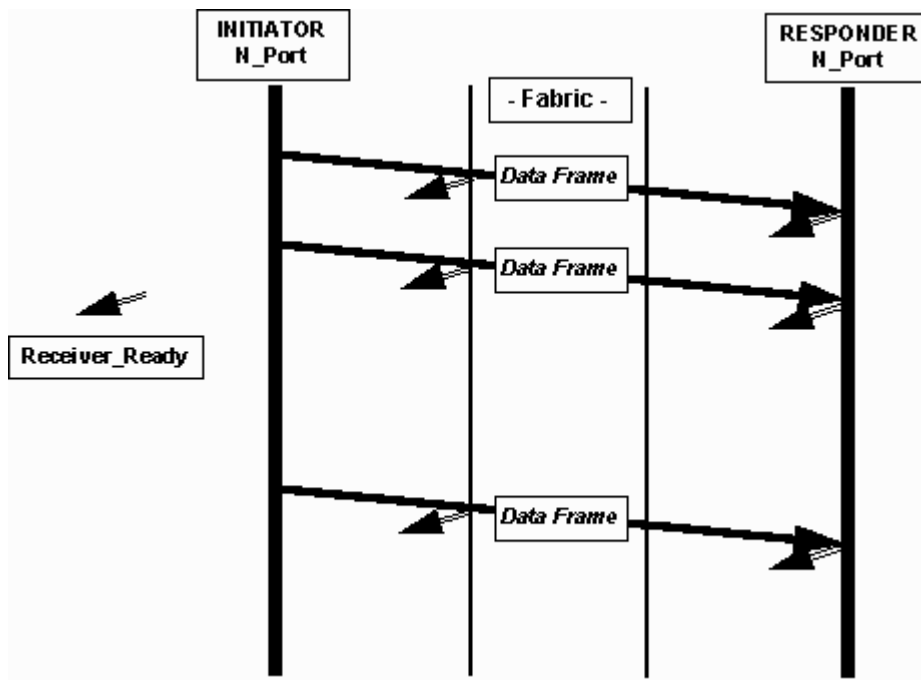 INITIATOR
N_Port
RESPONDER
N_Port
- Fabric -
Data Frame
Data Frame
Receiver_Ready
Data Frame